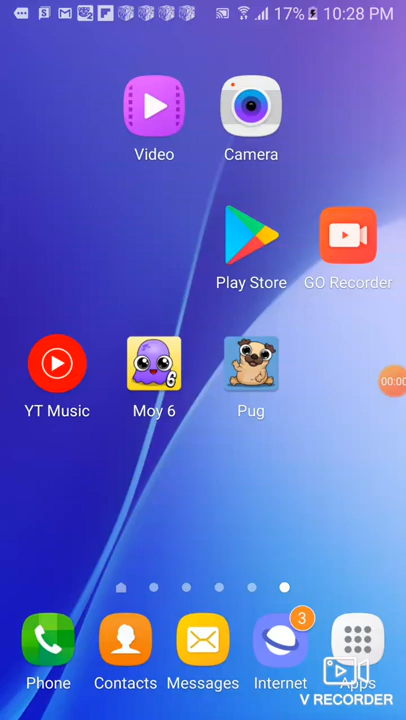 17% 10:28 PM
Video Camera
Play Store GO Recorder
6
YT Music Moy 6 Pug
00:00
3
Phone Contacts Messages Internet Apps
V RECORDER